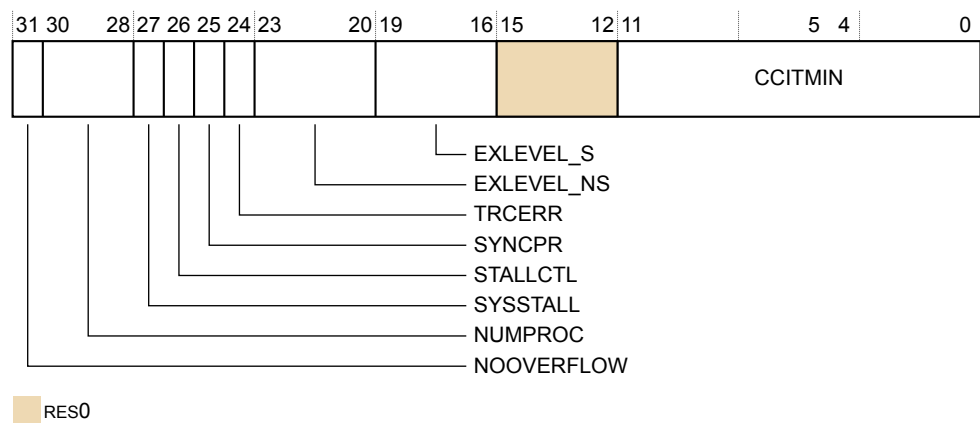 31 30 28 27 26 25 24 23 20 19 16 15 12 11 5 4 0
CCITMIN
EXLEVEL_S
EXLEVEL_NS
TRCERR
SYNCPR
STALLCTL
SYSSTALL
NUMPROC
NOOVERFLOW
RES0